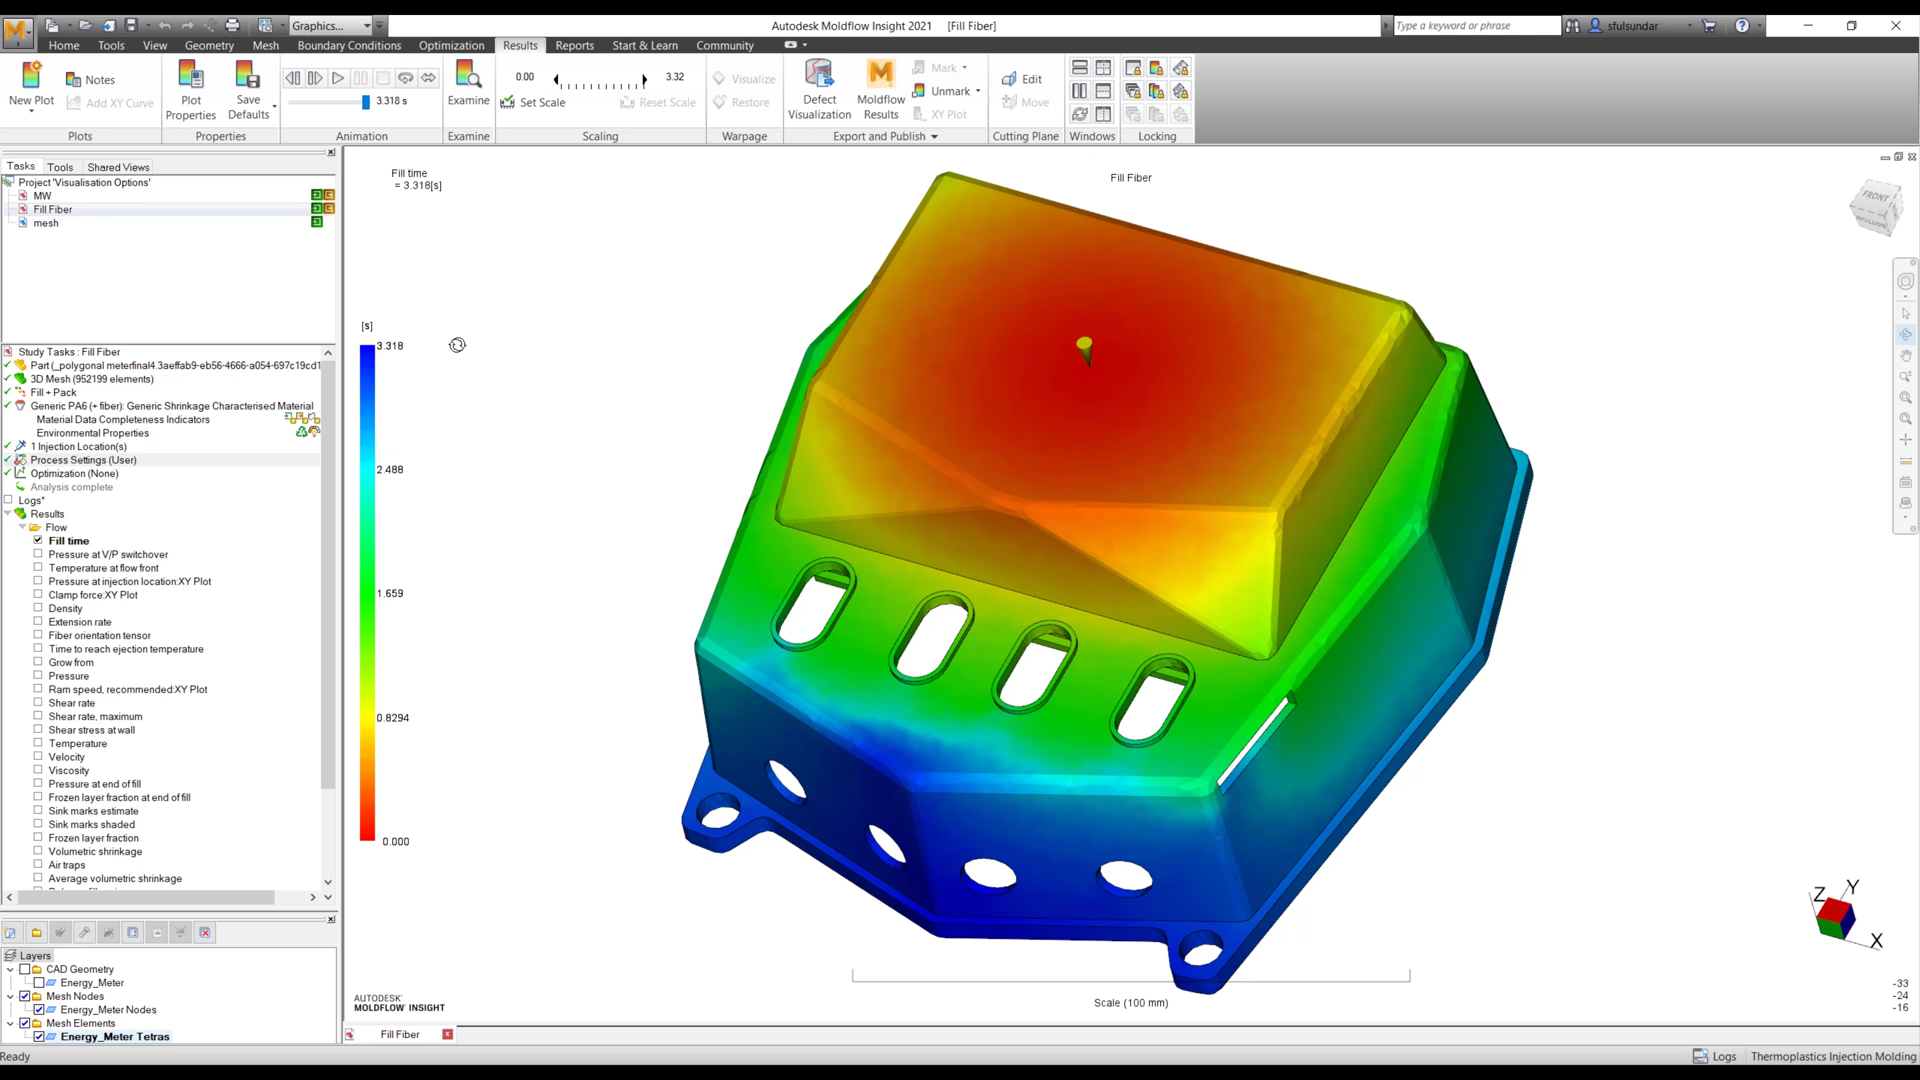 Graphics...
Autodesk Moldflow Insight 2021 [Fill Fiber]
Type a keyword or phrase
sfulsundar
Home Tools View Geometry Mesh Boundary Conditions Optimization Results Reports Start & Learn Community
New Plot
Notes
Add XY Curve
Plots
Plot Properties
Save Defaults
Properties
3.318 s
Animation
Examine
Examine
0.00 3.32
Set Scale
Reset Scale
Scaling
Visualize
Restore
Warpage
Defect Visualization
Moldflow Results
Mark
Unmark
XY Plot
Export and Publish
Edit
Move
Cutting Plane
Windows
Locking
Tasks Tools Shared Views
Project 'Visualisation Options'
MW
Fill Fiber
mesh
Study Tasks : Fill Fiber
Part (_polygonal meterfinal4.3aeffab9-eb56-4666-a054-697c19cd1
3D Mesh (952199 elements)
Fill + Pack
Generic PA6 (+ fiber): Generic Shrinkage Characterised Material
Material Data Completeness Indicators
Environmental Properties
1 Injection Location(s)
Process Settings (User)
Optimization (None)
Analysis complete
Logs*
Results
Flow
Fill time
Pressure at V/P switchover
Temperature at flow front
Pressure at injection location:XY Plot
Clamp force:XY Plot
Density
Extension rate
Fiber orientation tensor
Time to reach ejection temperature
Grow from
Pressure
Ram speed, recommended:XY Plot
Shear rate
Shear rate, maximum
Shear stress at wall
Temperature
Velocity
Viscosity
Pressure at end of fill
Frozen layer fraction at end of fill
Sink marks estimate
Sink marks shaded
Frozen layer fraction
Volumetric shrinkage
Air traps
Average volumetric shrinkage
Layers
CAD Geometry
Energy_Meter
Mesh Nodes
Energy_Meter Nodes
Mesh Elements
Energy_Meter Tetras
Fill time
= 3.318[s]
Fill Fiber
FRONT
[s]
3.318
2.488
1.659
0.8294
0.000
AUTODESK'
MOLDFLOW INSIGHT
Scale (100 mm)
Z Y
X
-33
-24
-16
Fill Fiber
Ready
Logs
Thermoplastics Injection Molding